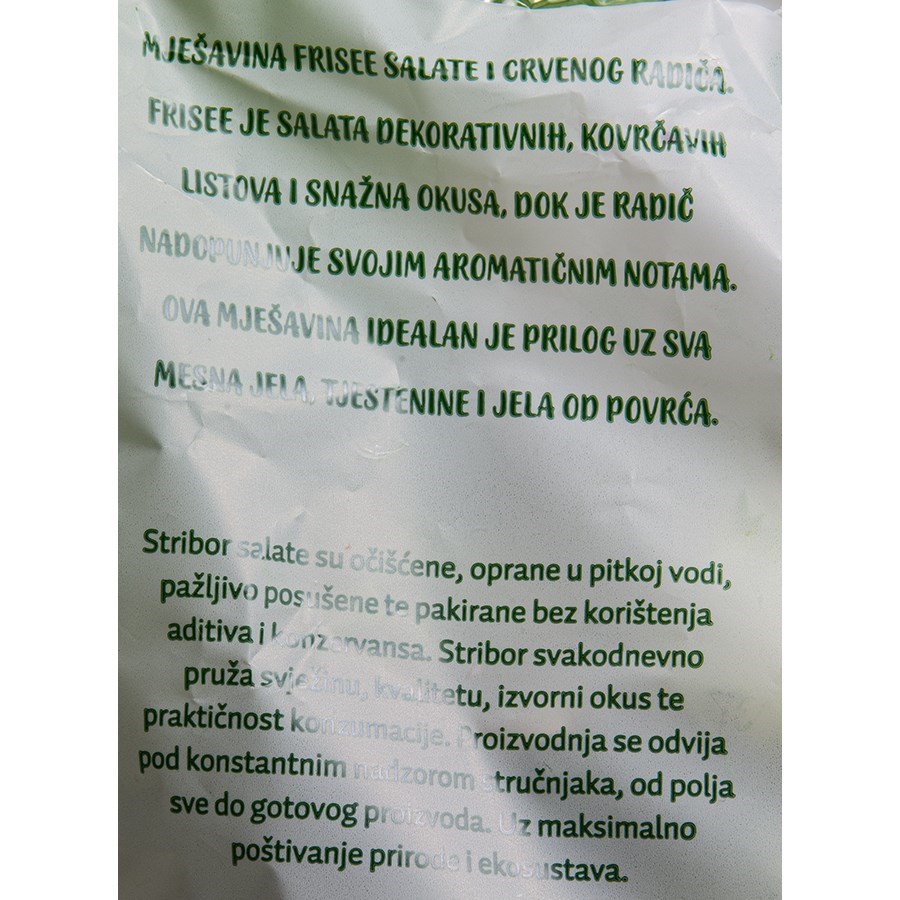 MJEŠAVINA FRISEE SALATE I CRVENOG RADIČA.
FRISEE JE SALATA DEKORATIVNIH, KOVRČAVIH
LISTOVA I SNAŽNA OKUSA, DOK JE RADIČ
NADOPUNJUJE SVOJIM AROMATIČNIM NOTAMA.
OVA MJEŠAVINA IDEALAN JE PRILOG UZ SVA
MESNA JELA, TJESTENINE I JELA OD POVRĆA.
Stribor salate su očišćene, oprane u pitkoj vodi,
pažljivo posušene te pakirane bez korištenja
aditiva i konzervansa. Stribor svakodnevno
pruža svježinu, kvalitetu, izvorni okus te
praktičnost konzumacije. Proizvodnja se odvija
pod konstantnim nadzorom stručnjaka, od polja
sve do gotovog proizvoda. Uz maksimalno
poštivanje prirode i ekosustava.